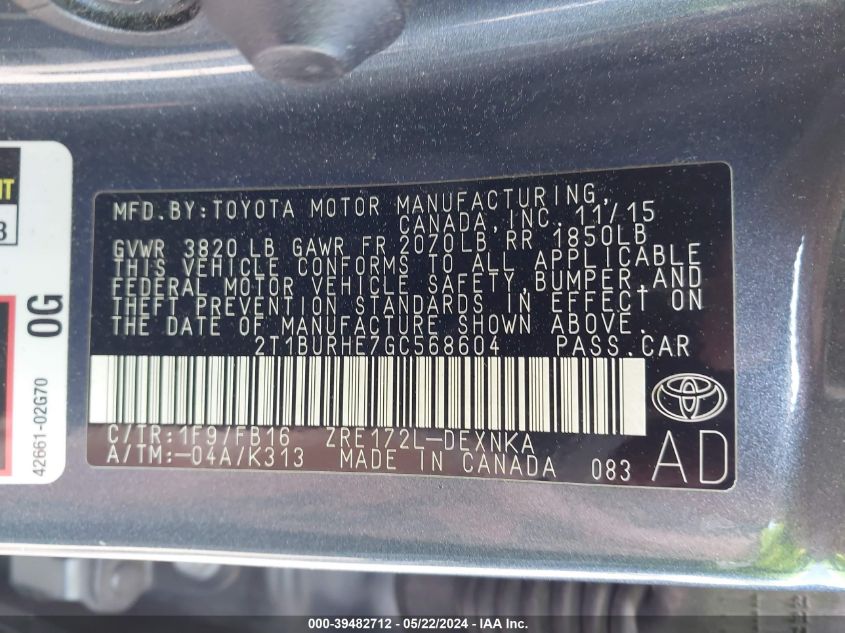 MFD.BY:TOYOTA MOTOR MANUFACTURING,
CANADA,INC. 11/15
GVWR 3820 LB GAWR FR 2070LB RR 1850LB
THIS VEHICLE CONFORMS TO ALL APPLICABLE
FEDERAL MOTOR VEHICLE SAFETY,BUMPER,AND
THEFT PREVENTION STANDARDS IN EFFECT ON
THE DATE OF MANUFACTURE SHOWN ABOVE.
2T1BURHE7GC568604 PASS.CAR
C/TR:1F9/FB16 ZRE172L-DEXNKA
A/TM:-04A/K313 MADE IN CANADA 083 AD
0G
42661-02G70
000-39482712 - 05/22/2024 - IAA Inc.